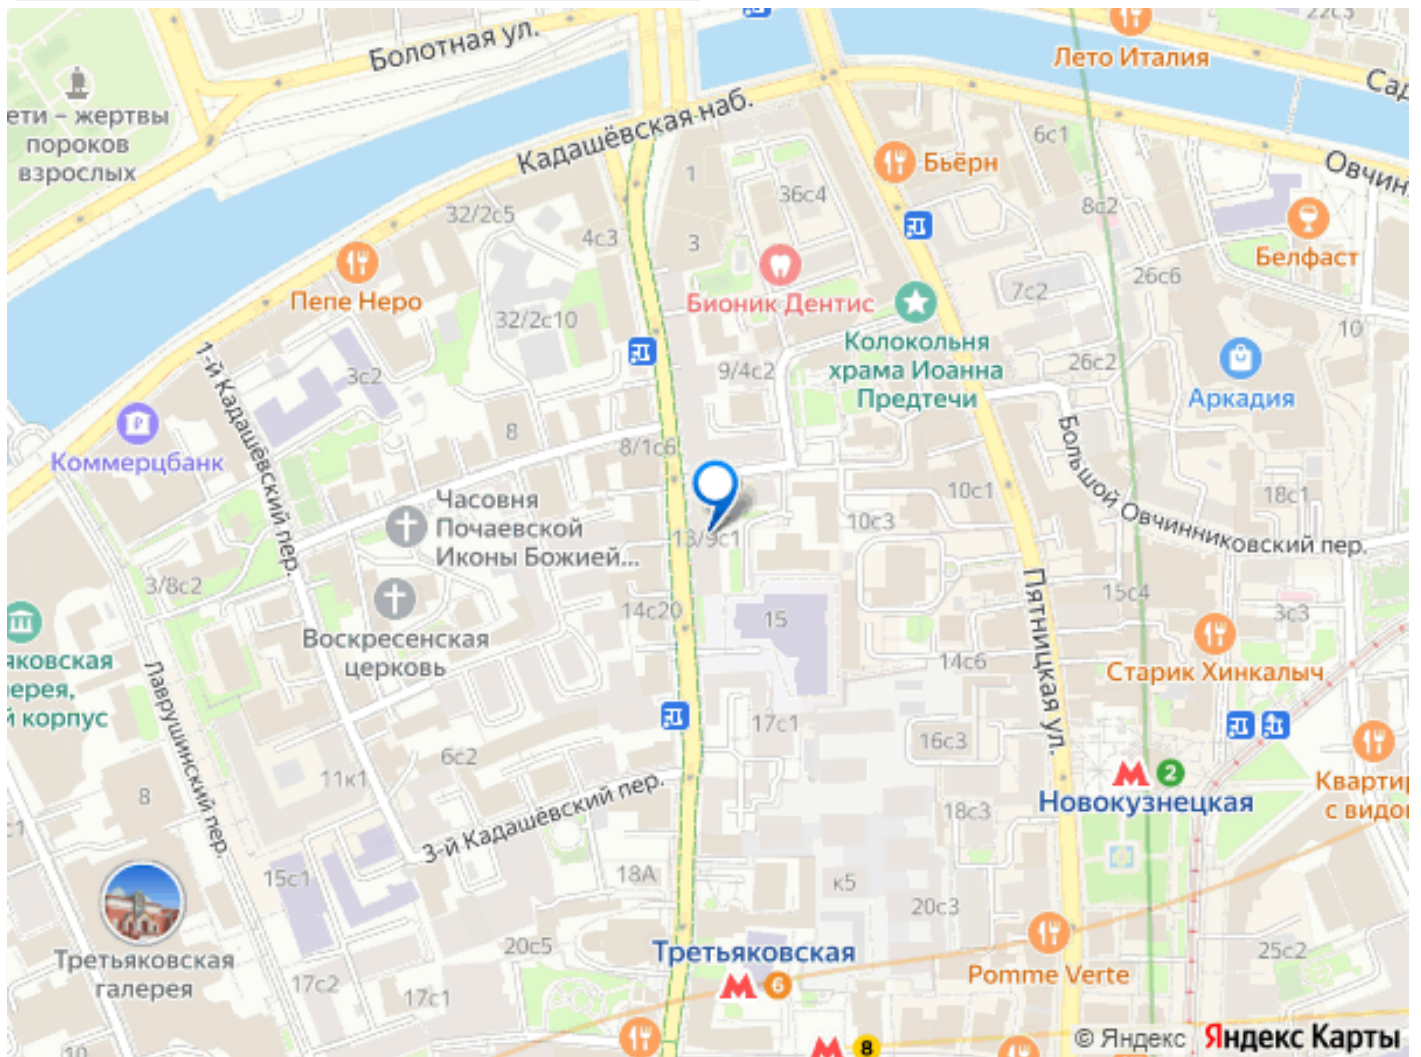 Болотная ул.
22с3
Лето Италия
ети – жертвы
пороков
взрослых
Кадашёвская наб.
6с1
Бьёрн
1
36с4
32/2с5
8с2
4с3
3
Белфаст
26с6
Пепе Неро
Бионик Дентис
7с2
32/2с10
10
Колокольня
храма Иоанна
Предтечи
1-й Кадашёвский пер.
3с2
9/4с2
26с2
Аркадия
8
8/1с6
Коммерцбанк
Большой Овчинниковский пер.
10с1
18с1
Часовня
Почаевской
Иконы Божией...
10с3
13/9с1
3/8с2
Пятницкая ул.
15с4
14с20
15
3с3
Воскресенская
церковь
яковская
ерея,
й корпус
Лаврушинский пер.
14с6
Старик Хинкалыч
17с1
16с3
6с2
11к1
2
Новокузнецкая
Квартир
с видо
8
3-й Кадашёвский пер.
18с3
15с1
18А
к5
20с3
20с5
Третьяковская
6
Третьяковская
галерея
Pomme Verte
25с2
17с2
17с1
8
10
© Яндекс Яндекс Карты